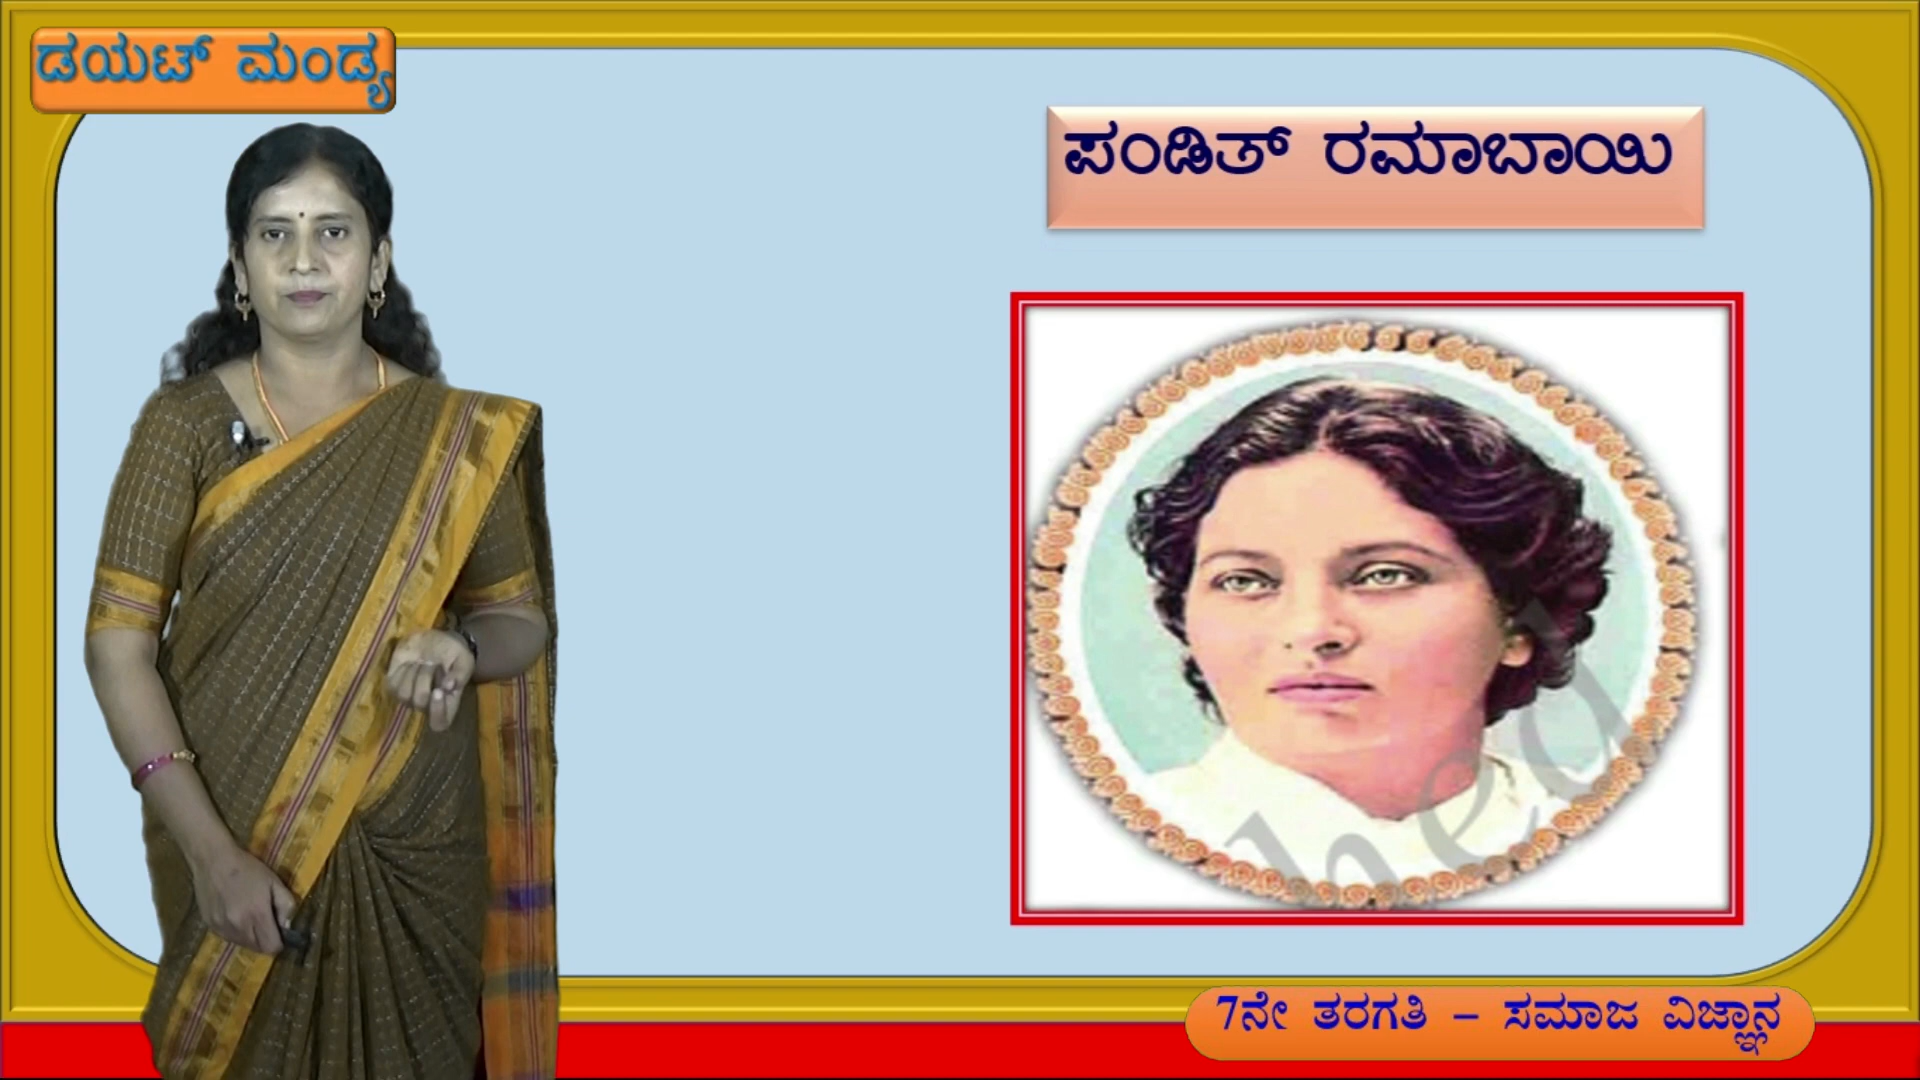 ಡಯಟ್ ಮಂಡ್ಯ
ಪಂಡಿತ್ ರಮಾಬಾಯಿ
7ನೇ ತರಗತಿ – ಸಮಾಜ ವಿಜ್ಞಾನ